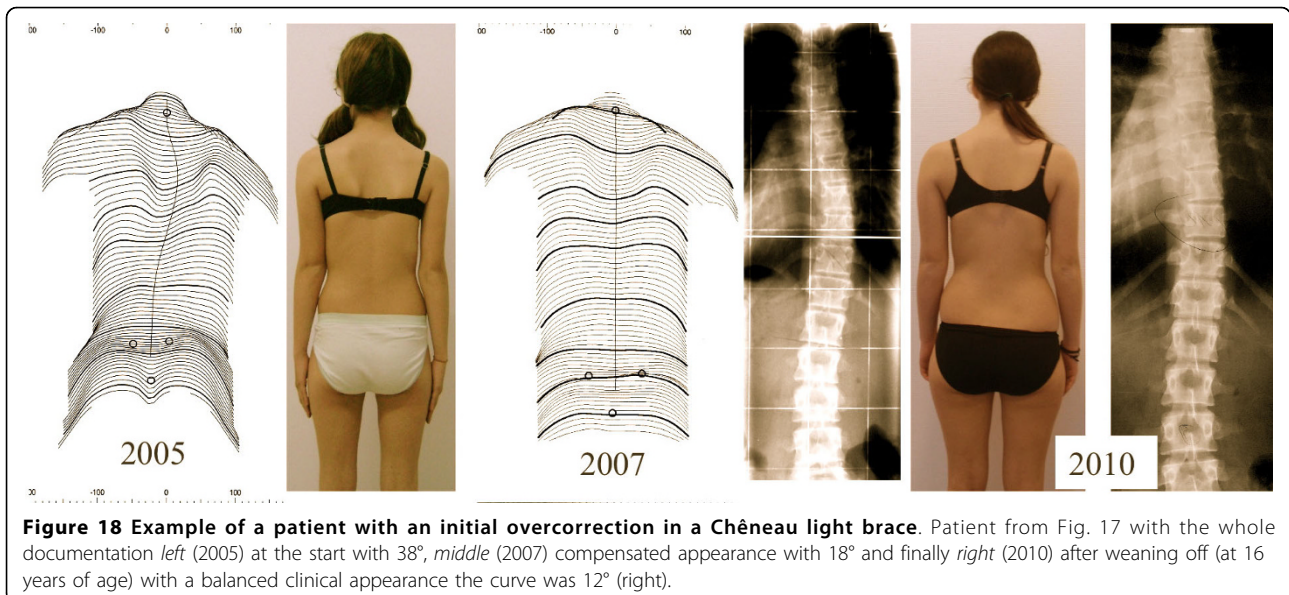 00 -100 0 100
-100 0 100
2005
2007
2010
00 -100 0 100
Figure 18 Example of a patient with an initial overcorrection in a Chêneau light brace. Patient from Fig. 17 with the whole
documentation left (2005) at the start with 38°, middle (2007) compensated appearance with 18° and finally right (2010) after weaning off (at 16
years of age) with a balanced clinical appearance the curve was 12° (right).